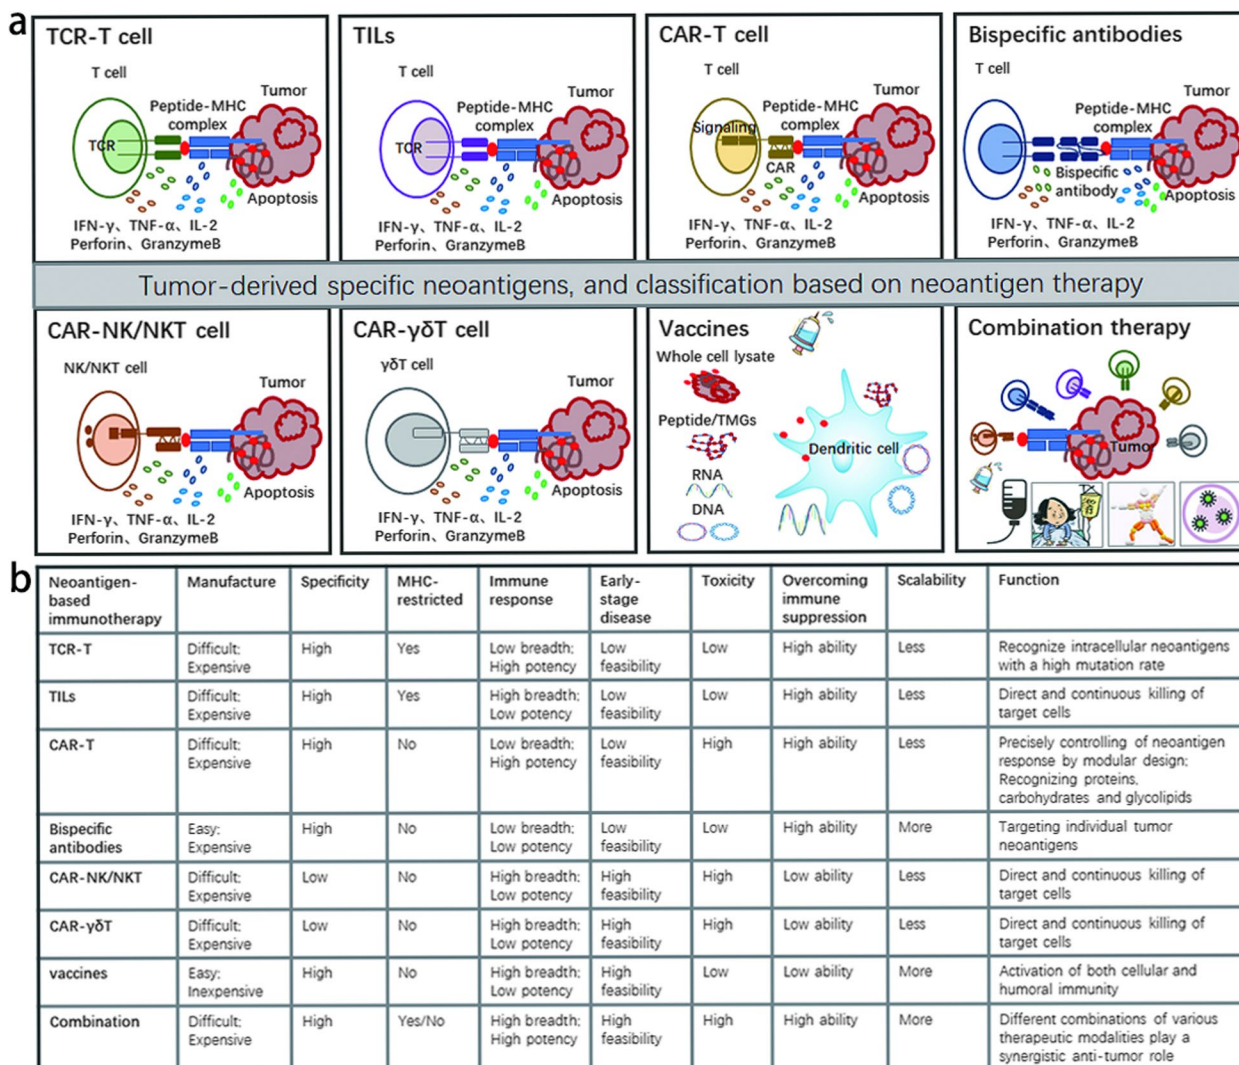 a
TCR-T cell
T cell
Tumor
Peptide-MHC
complex
TCR
Apoptosis
IFN-γ、TNF-α、IL-2
Perforin、GranzymeB
TILs
T cell
Tumor
Peptide-MHC
complex
TCR
Apoptosis
IFN-γ、TNF-α、IL-2
Perforin、GranzymeB
CAR-T cell
T cell
Tumor
Peptide-MHC
complex
Signaling
CAR
Apoptosis
IFN-γ、TNF-α、IL-2
Perforin、GranzymeB
Bispecific antibodies
T cell
Tumor
Peptide-MHC
complex
Bispecific
antibody
Apoptosis
IFN-γ、TNF-α、IL-2
Perforin、GranzymeB
Tumor-derived specific neoantigens, and classification based on neoantigen therapy
CAR-NK/NKT cell
NK/NKT cell
Tumor
Apoptosis
IFN-γ、TNF-α、IL-2
Perforin、GranzymeB
CAR-γδT cell
γδT cell
Tumor
Apoptosis
IFN-γ、TNF-α、IL-2
Perforin、GranzymeB
Vaccines
Whole cell lysate
Peptide/TMGs
RNA
DNA
Dendritic cell
Combination therapy
Tumor
b
Neoantigen-
based
immunotherapy
Manufacture
Specificity
MHC-
restricted
Immune
response
Early-
stage
disease
Toxicity
Overcoming
immune
suppression
Scalability
Function
TCR-T
Difficult;
Expensive
High
Yes
Low breadth;
High potency
Low
feasibility
Low
High ability
Less
Recognize intracellular neoantigens
with a high mutation rate
TILs
Difficult;
Expensive
High
Yes
High breadth;
Low potency
Low
feasibility
Low
High ability
Less
Direct and continuous killing of
target cells
CAR-T
Difficult;
Expensive
High
No
Low breadth;
High potency
Low
feasibility
High
High ability
Less
Precisely controlling of neoantigen
response by modular design;
Recognizing proteins,
carbohydrates and glycolipids
Bispecific
antibodies
Easy;
Expensive
High
No
Low breadth;
Low potency
Low
feasibility
Low
High ability
More
Targeting individual tumor
neoantigens
CAR-NK/NKT
Difficult;
Expensive
Low
No
High breadth;
Low potency
High
feasibility
High
Low ability
Less
Direct and continuous killing of
target cells
CAR-γδT
Difficult;
Expensive
Low
No
High breadth;
Low potency
High
feasibility
High
Low ability
Less
Direct and continuous killing of
target cells
vaccines
Easy;
Inexpensive
High
No
High breadth;
Low potency
High
feasibility
Low
Low ability
More
Activation of both cellular and
humoral immunity
Combination
Difficult;
Expensive
High
Yes/No
High breadth;
High potency
High
feasibility
High
High ability
More
Different combinations of various
therapeutic modalities play a
synergistic anti-tumor role